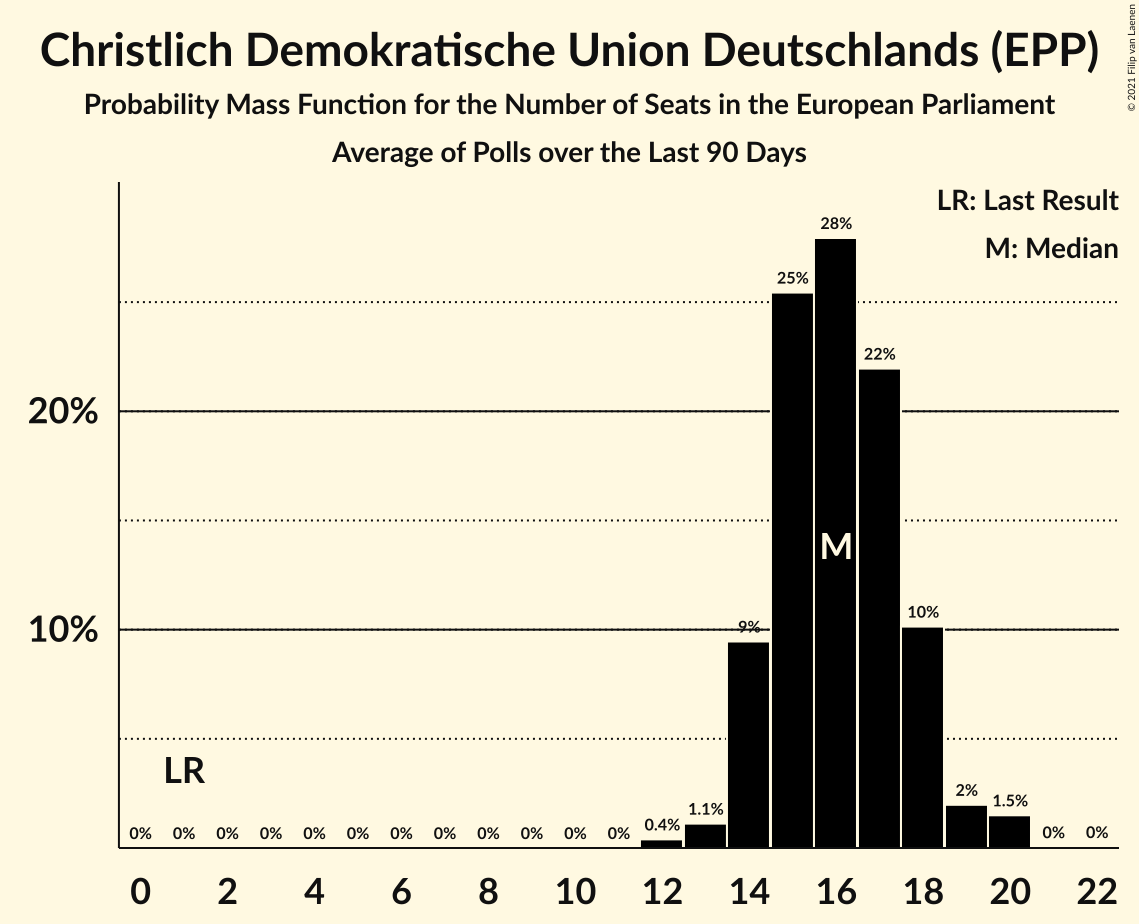 Christlich Demokratische Union Deutschlands (EPP)
Probability Mass Function for the Number of Seats in the European Parliament
Average of Polls over the Last 90 Days
© 2021 Filip van Laenen
LR: Last Result
M: Median
28%
25%
22%
20%
M
10%
9%
10%
LR
0% 0% 0% 0% 0% 0% 0% 0% 0% 0% 0% 0% 0.4% 1.1% 2% 1.5% 0% 0%
0 2 4 6 8 10 12 14 16 18 20 22